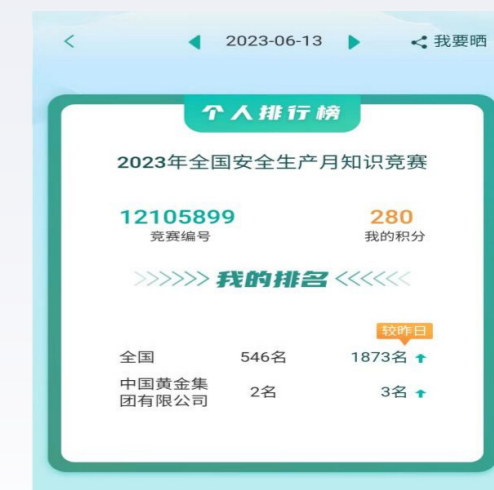 2023-06-13 我要晒
个人排行榜
2023年全国安全生产月知识竞赛
12105899 280
竞赛编号 我的积分
>>>>>> 我的排名 <<<<<<
较昨日
全国 546名 1873名 ↑
中国黄金集
团有限公司 2名 3名 ↑